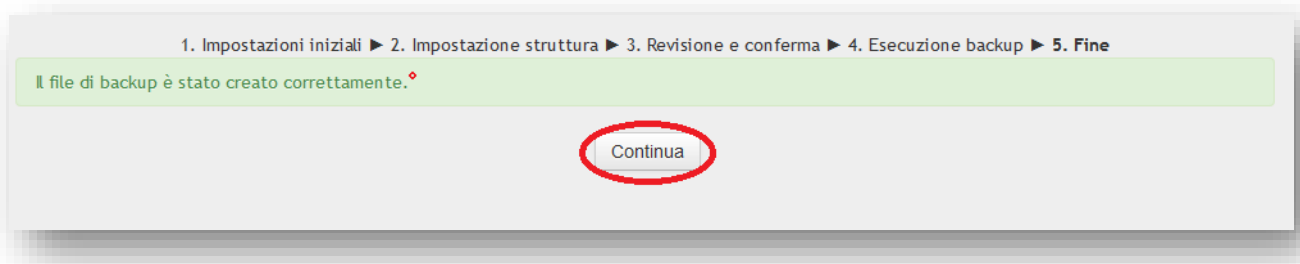 1. Impostazioni iniziali ► 2. Impostazione struttura ► 3. Revisione e conferma ► 4. Esecuzione backup ► 5. Fine
Il file di backup è stato creato correttamente.
Continua